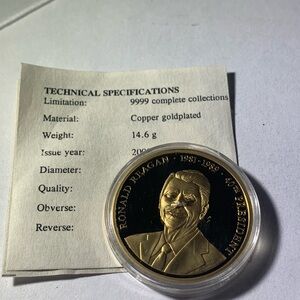 TECHNICAL SPECIFICATIONS
Limitation: 9999 complete collections
Material: Copper goldplated
Weight: 14.6 g
Issue year:
Diameter:
Quality:
Obverse:
Reverse:
RONALD REAGAN · 1981-1989 · 40TH PRESIDENT